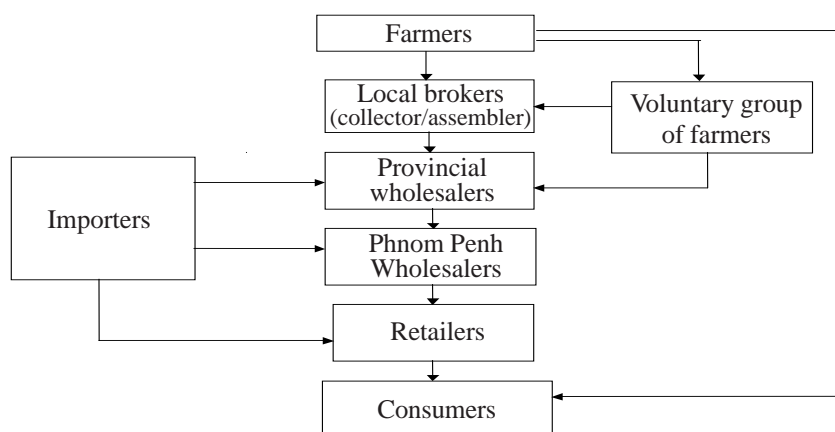 Farmers
Local brokers
(collector/assembler)
Voluntary group
of farmers
Provincial
wholesalers
Importers
Phnom Penh
Wholesalers
Retailers
Consumers